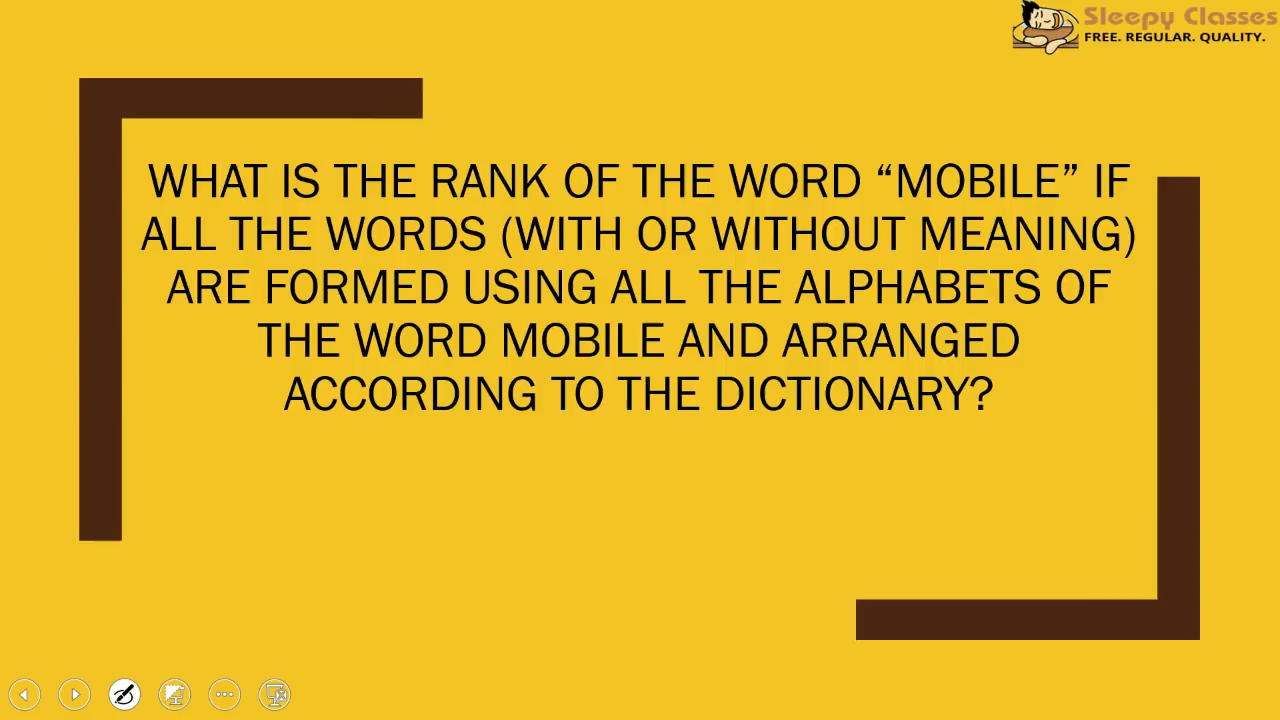 Sleepy Classes
FREE. REGULAR. QUALITY.
WHAT IS THE RANK OF THE WORD “MOBILE” IF
ALL THE WORDS (WITH OR WITHOUT MEANING)
ARE FORMED USING ALL THE ALPHABETS OF
THE WORD MOBILE AND ARRANGED
ACCORDING TO THE DICTIONARY?